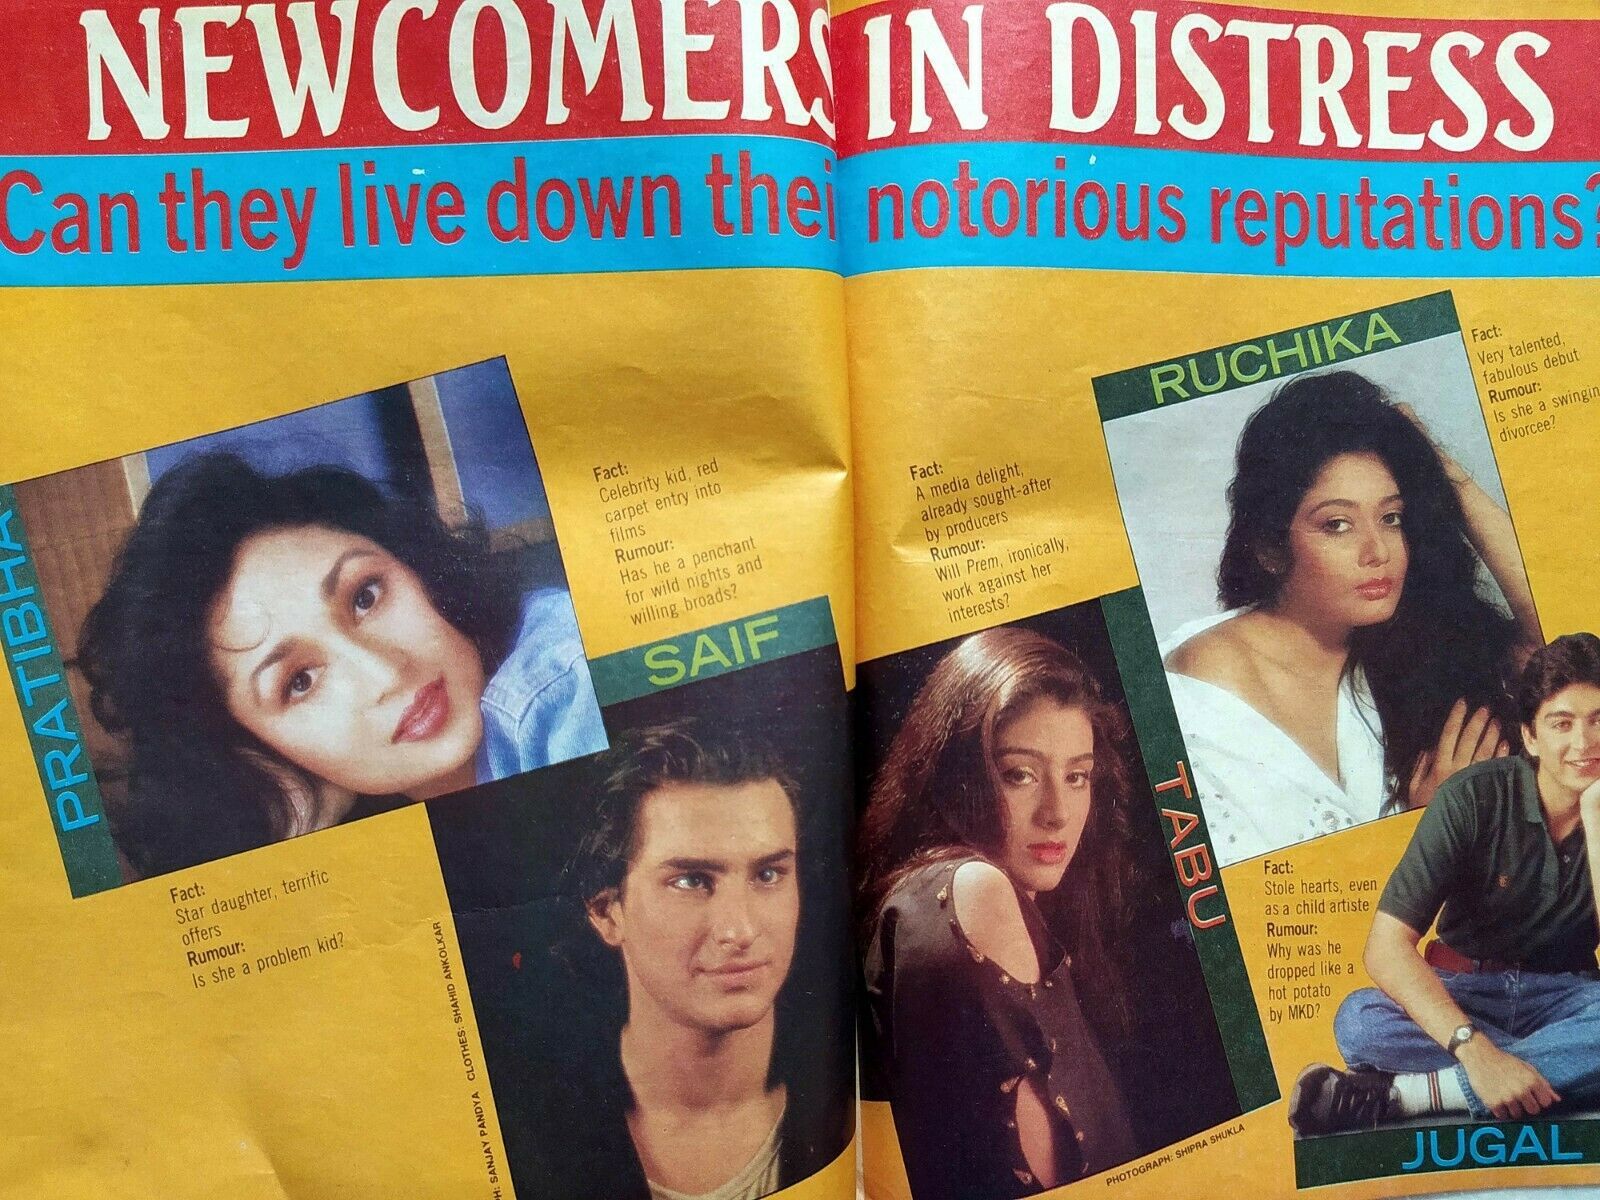 NEWCOMERS IN DISTRESS
Can they live down thei notorious reputations?
PRATIBHA
Fact:
Star daughter, terrific
offers
Rumour:
Is she a problem kid?
Fact:
Celebrity kid, red
carpet entry into
films
Rumour:
Has he a penchant
for wild nights and
willing broads?
SAIF
SANJAY PANDYA CLOTHES: SHAHID ANKOLKAR
Fact:
A media delight,
already sought-after
by producers
Rumour:
Will Prem, ironically,
work against her
interests?
TABU
PHOTOGRAPH: SHIPRA SHUKLA
RUCHIKA
Fact:
Very talented,
fabulous debut
Rumour:
Is she a swingin
divorcee?
Fact:
Stole hearts, even
as a child artiste
Rumour:
Why was he
dropped like a
hot potato
by MKD?
JUGAL